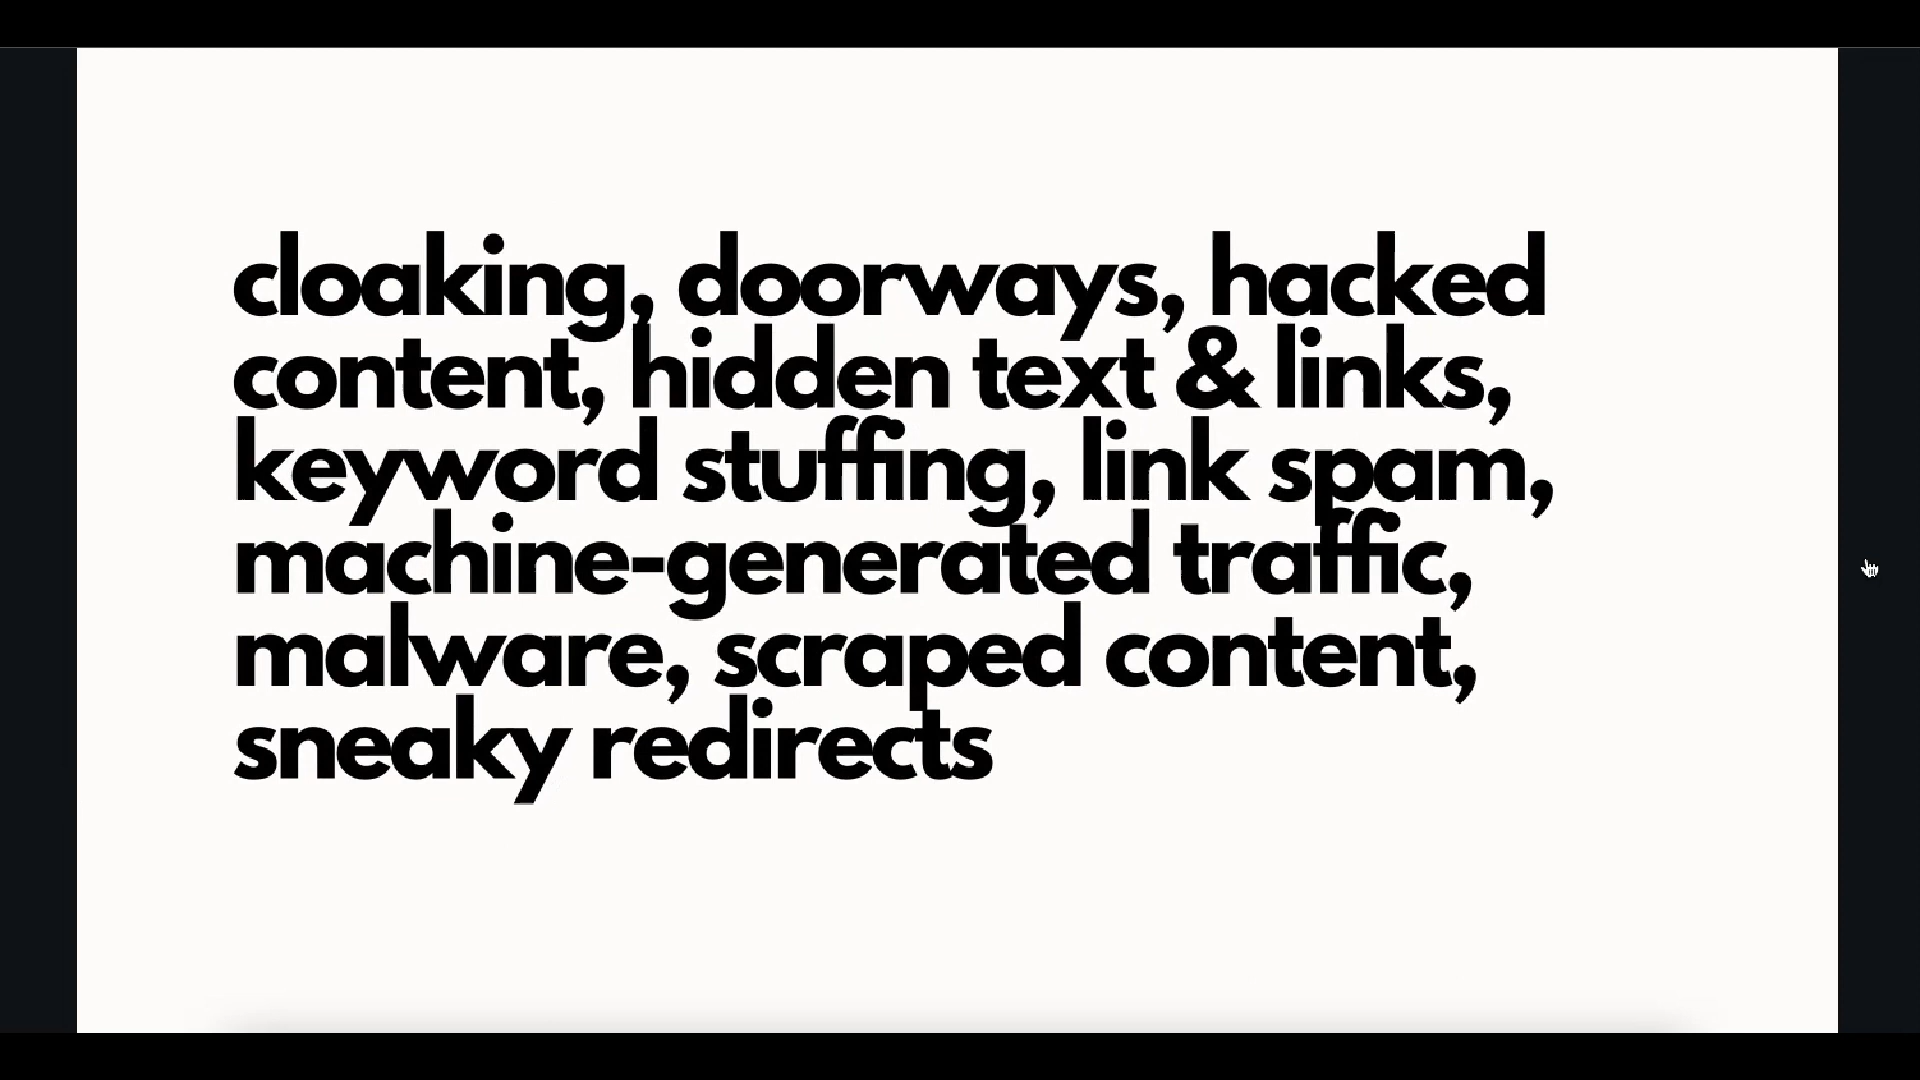 cloaking, doorways, hacked
content, hidden text & links,
keyword stuffing, link spam,
machine-generated traffic,
malware, scraped content,
sneaky redirects